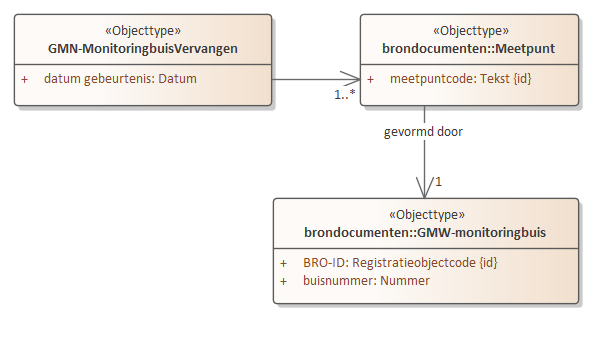 «Objecttype»
GMN-MonitoringbuisVervangen
+ datum gebeurtenis: Datum
«Objecttype»
brondocumenten::Meetpunt
+ meetpuntcode: Tekst {id}
1..*
gevormd door
1
«Objecttype»
brondocumenten::GMW-monitoringbuis
+ BRO-ID: Registratieobjectcode {id}
+ buisnummer: Nummer